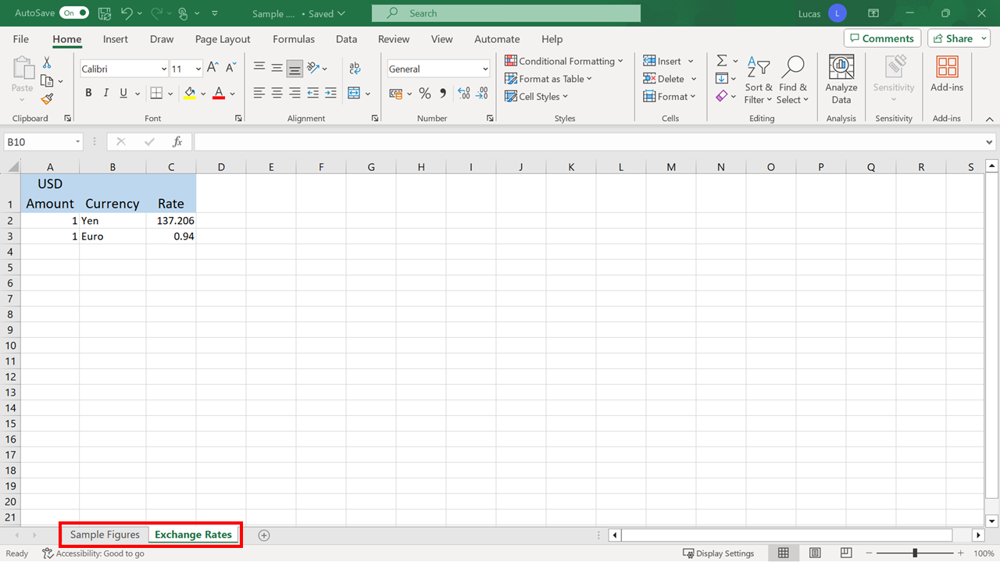 AutoSave On Sample .... • Saved Search Lucas L
File Home Insert Draw Page Layout Formulas Data Review View Automate Help Comments Share
Calibri 11 General Conditional Formatting Insert
Paste Format as Table Delete Sort & Filter Find & Select Analyze Data Sensitivity Add-ins
B I U A % Cell Styles Format
Clipboard Font Alignment Number Styles Cells Editing Analysis Sensitivity Add-ins
B10 fx
A B C D E F G H I J K L M N O P Q R S
USD
1 Amount Currency Rate
2 1 Yen 137.206
3 1 Euro 0.94
4
5
6
7
8
9
10
11
12
13
14
15
16
17
18
19
20
21
Sample Figures Exchange Rates
Ready Accessibility: Good to go Display Settings 100%